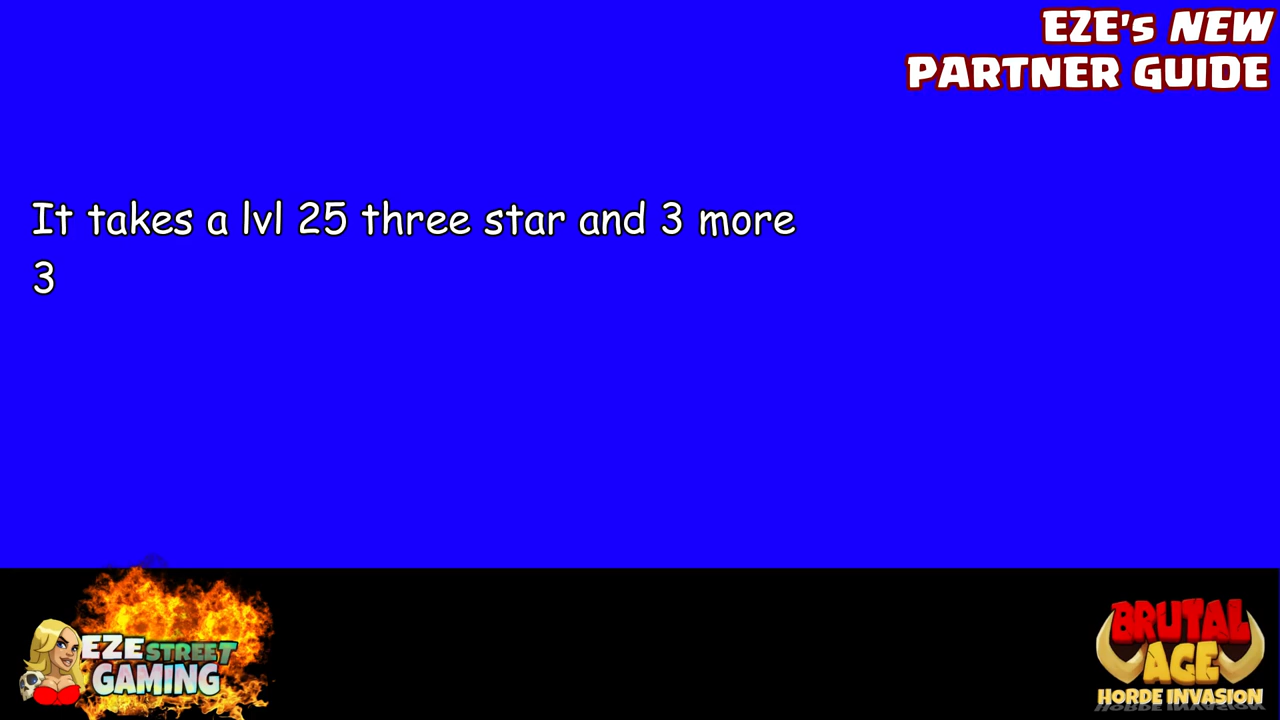 EZE's NEW
PARTNER GUIDE
It takes a lvl 25 three star and 3 more
3
EZE STREET
GAMING
BRUTAL
AGE
HORDE INVASION